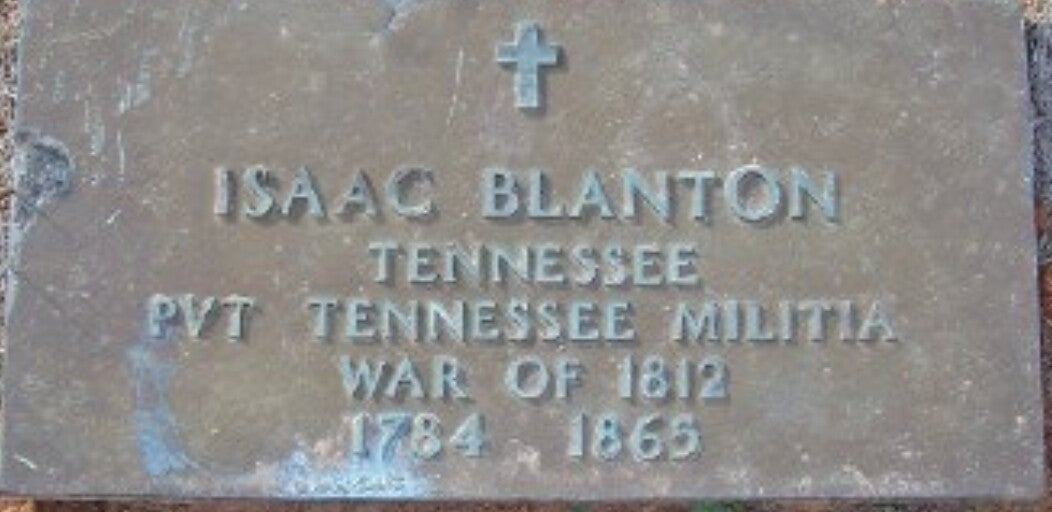 ISAAC BLANTON
TENNESSEE
PVT TENNESSEE MILITIA
WAR OF 1812
1784 1865